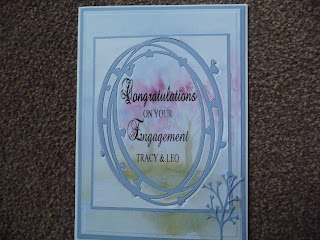 Congratulations
ON YOUR
Engagement
TRACY & LEO